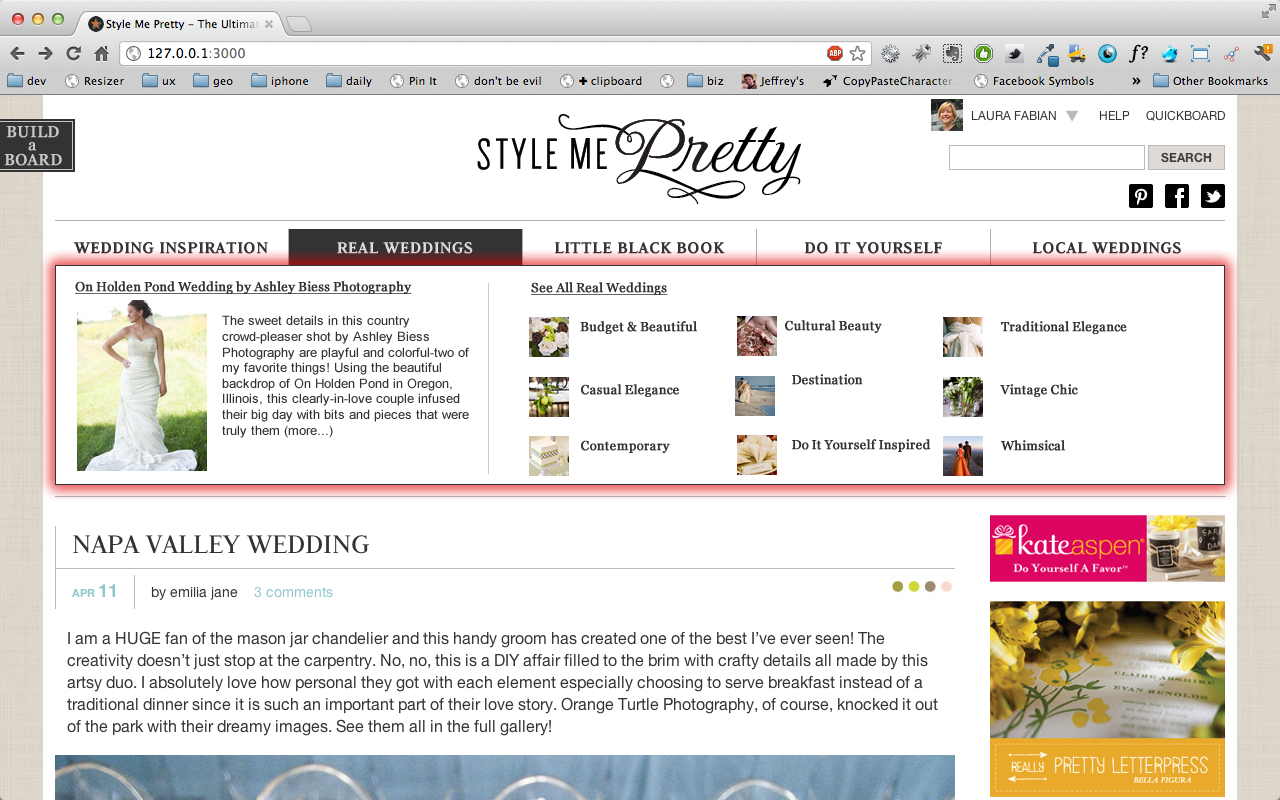 Style Me Pretty – The Ultimat
127.0.0.1:3000
ABP
f?
dev
Resizer
ux
geo
iphone
daily
Pin It
don't be evil
+ clipboard
biz
Jeffrey's
CopyPasteCharacter.
Facebook Symbols
»
Other Bookmarks
BUILD
a
BOARD
STYLE ME Pretty
LAURA FABIAN
HELP
QUICKBOARD
SEARCH
WEDDING INSPIRATION
REAL WEDDINGS
LITTLE BLACK BOOK
DO IT YOURSELF
LOCAL WEDDINGS
On Holden Pond Wedding by Ashley Biess Photography
The sweet details in this country
crowd-pleaser shot by Ashley Biess
Photography are playful and colorful-two of
my favorite things! Using the beautiful
backdrop of On Holden Pond in Oregon,
Illinois, this clearly-in-love couple infused
their big day with bits and pieces that were
truly them (more...)
See All Real Weddings
Budget & Beautiful
Cultural Beauty
Traditional Elegance
Casual Elegance
Destination
Vintage Chic
Contemporary
Do It Yourself Inspired
Whimsical
NAPA VALLEY WEDDING
APR 11
by emilia jane
3 comments
I am a HUGE fan of the mason jar chandelier and this handy groom has created one of the best I've ever seen! The
creativity doesn't just stop at the carpentry. No, no, this is a DIY affair filled to the brim with crafty details all made by this
artsy duo. I absolutely love how personal they got with each element especially choosing to serve breakfast instead of a
traditional dinner since it is such an important part of their love story. Orange Turtle Photography, of course, knocked it out
of the park with their dreamy images. See them all in the full gallery!
kateaspen®
Do Yourself A Favor™
EVAN REYNOLDS
REALLY PRETTY LETTERPRESS
BELLA FIGURA